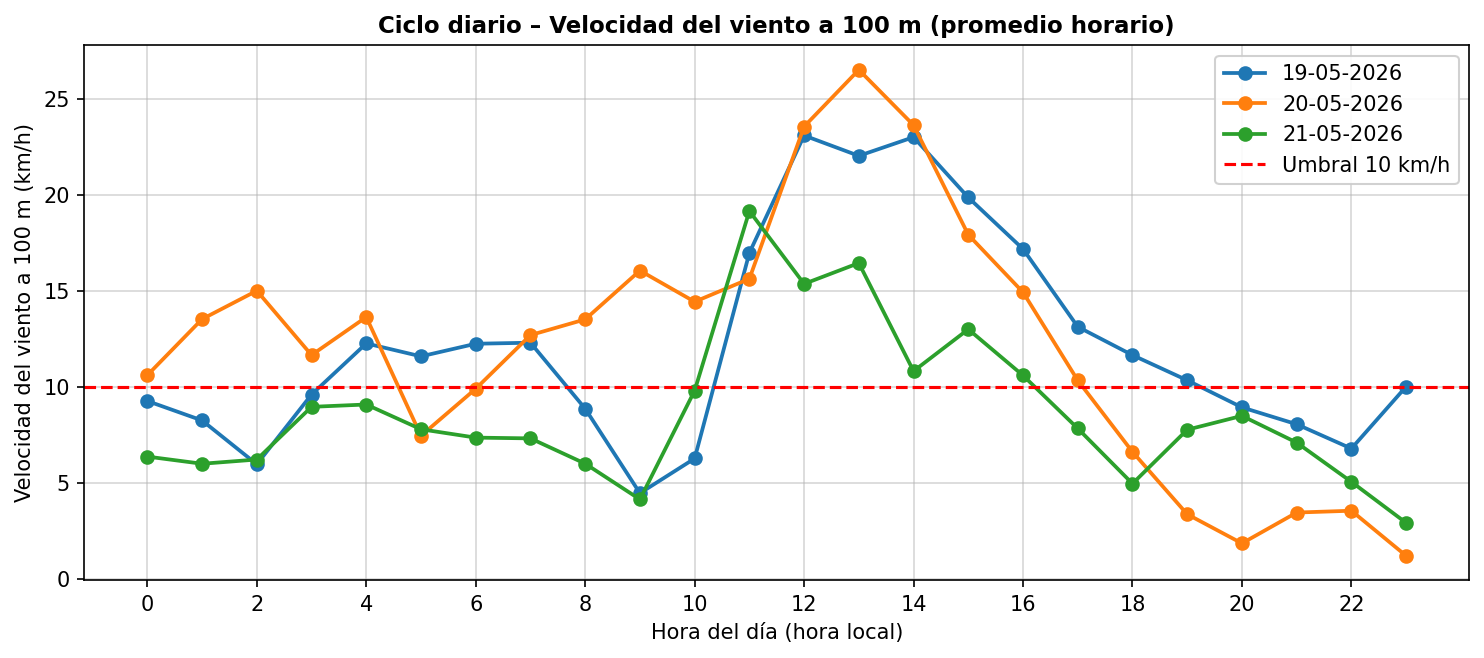 Ciclo diario – Velocidad del viento a 100 m (promedio horario)
Velocidad del viento a 100 m (km/h)
25
20
15
10
5
0
19-05-2026
20-05-2026
21-05-2026
Umbral 10 km/h
0 2 4 6 8 10 12 14 16 18 20 22
Hora del día (hora local)